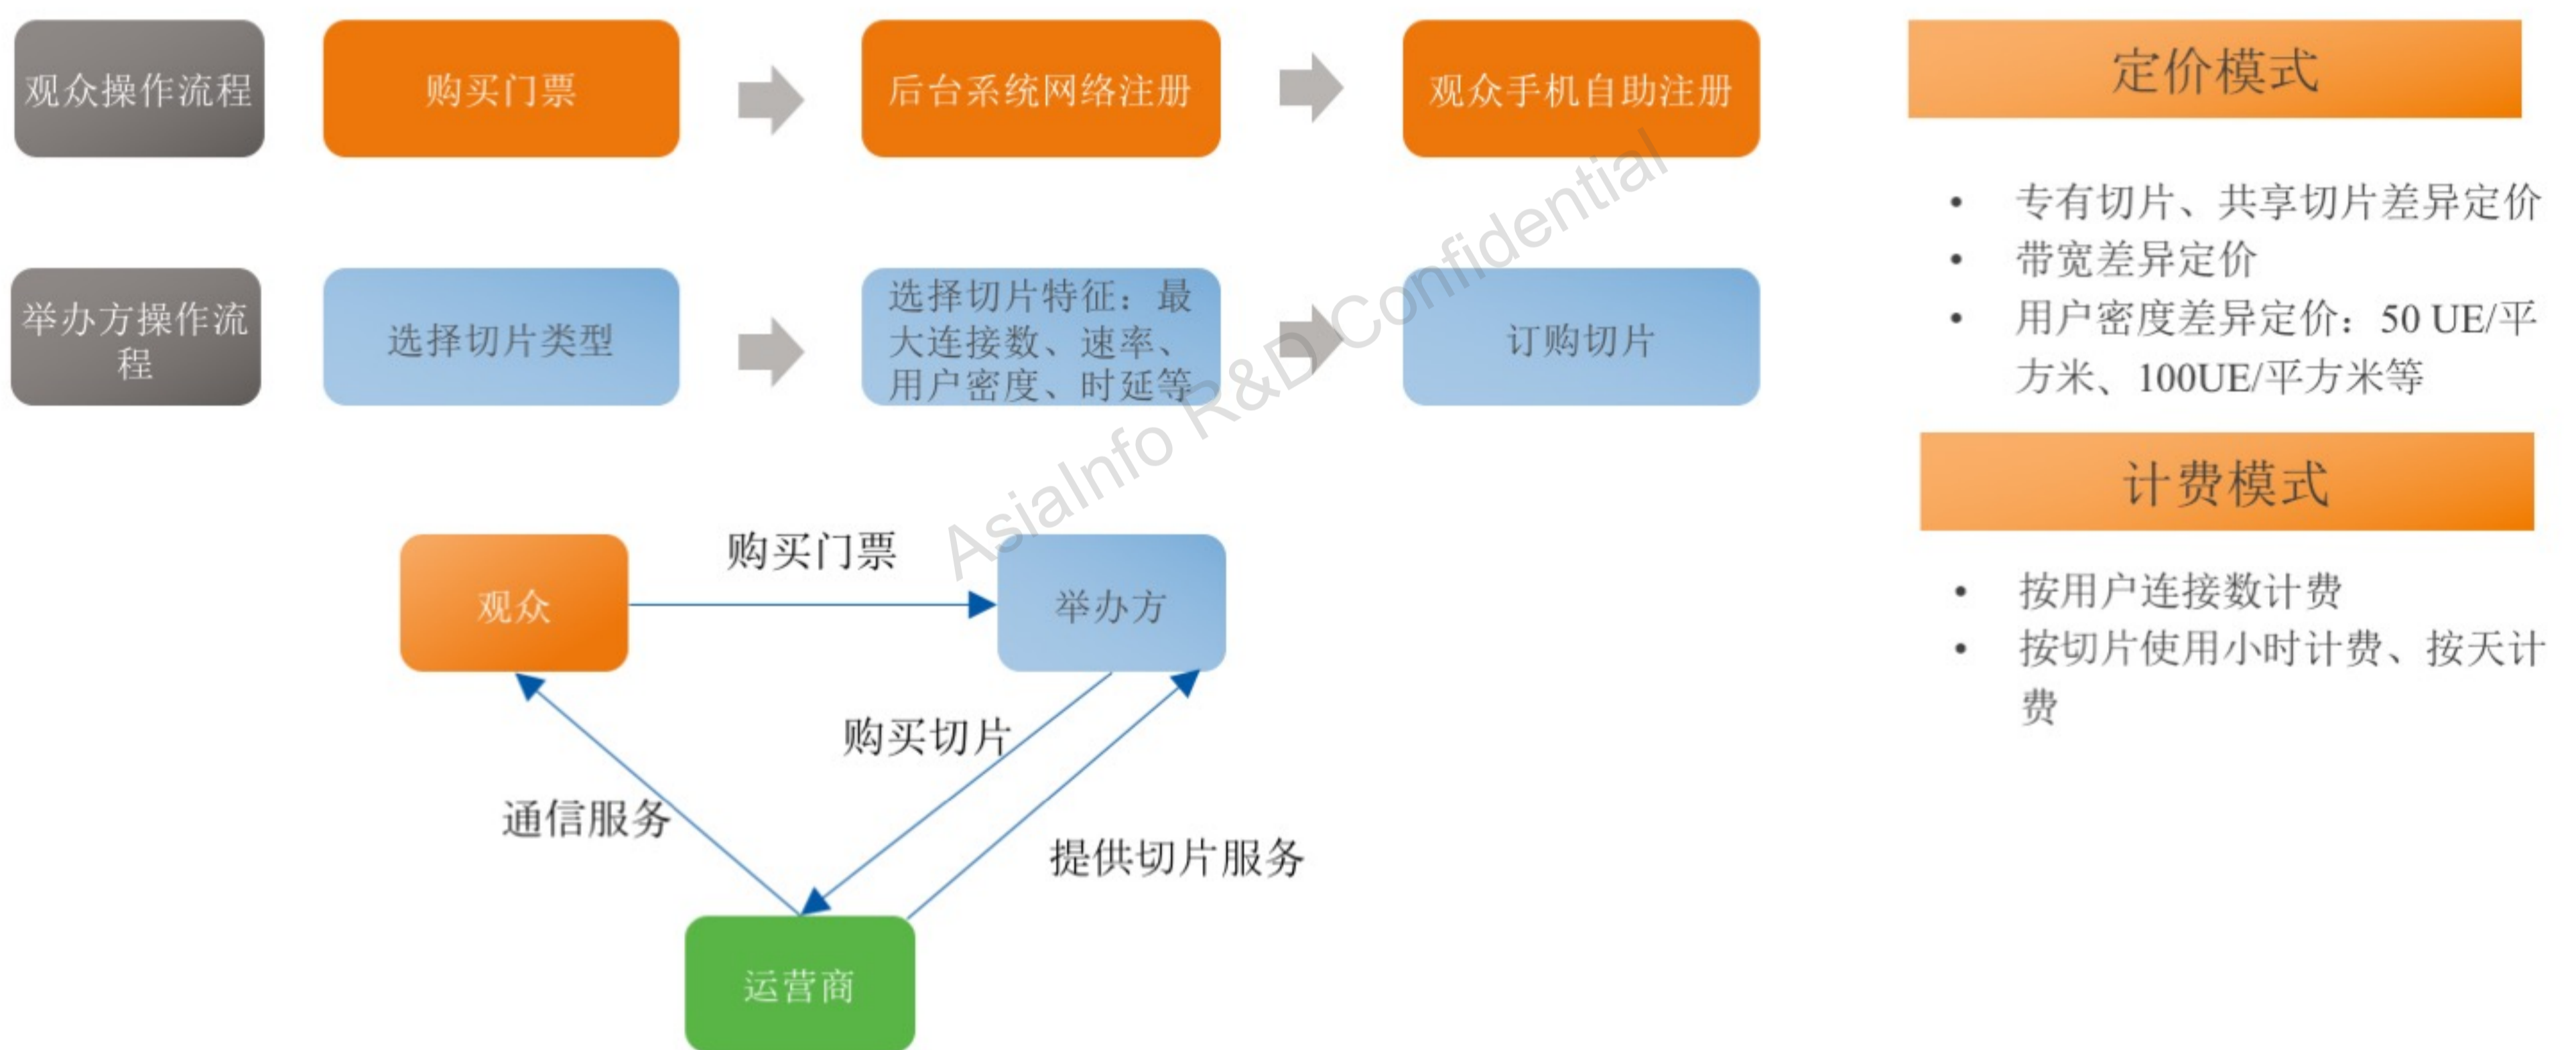 观众操作流程
购买门票
后台系统网络注册
观众手机自助注册
举办方操作流
程
选择切片类型
选择切片特征：最
大连接数、速率、
用户密度、时延等
订购切片
观众
购买门票
举办方
购买切片
通信服务
提供切片服务
运营商
定价模式
• 专有切片、共享切片差异定价
• 带宽差异定价
• 用户密度差异定价：50 UE/平
方米、100UE/平方米等
计费模式
• 按用户连接数计费
• 按切片使用小时计费、按天计
费
AsiaInfo R&D Confidential